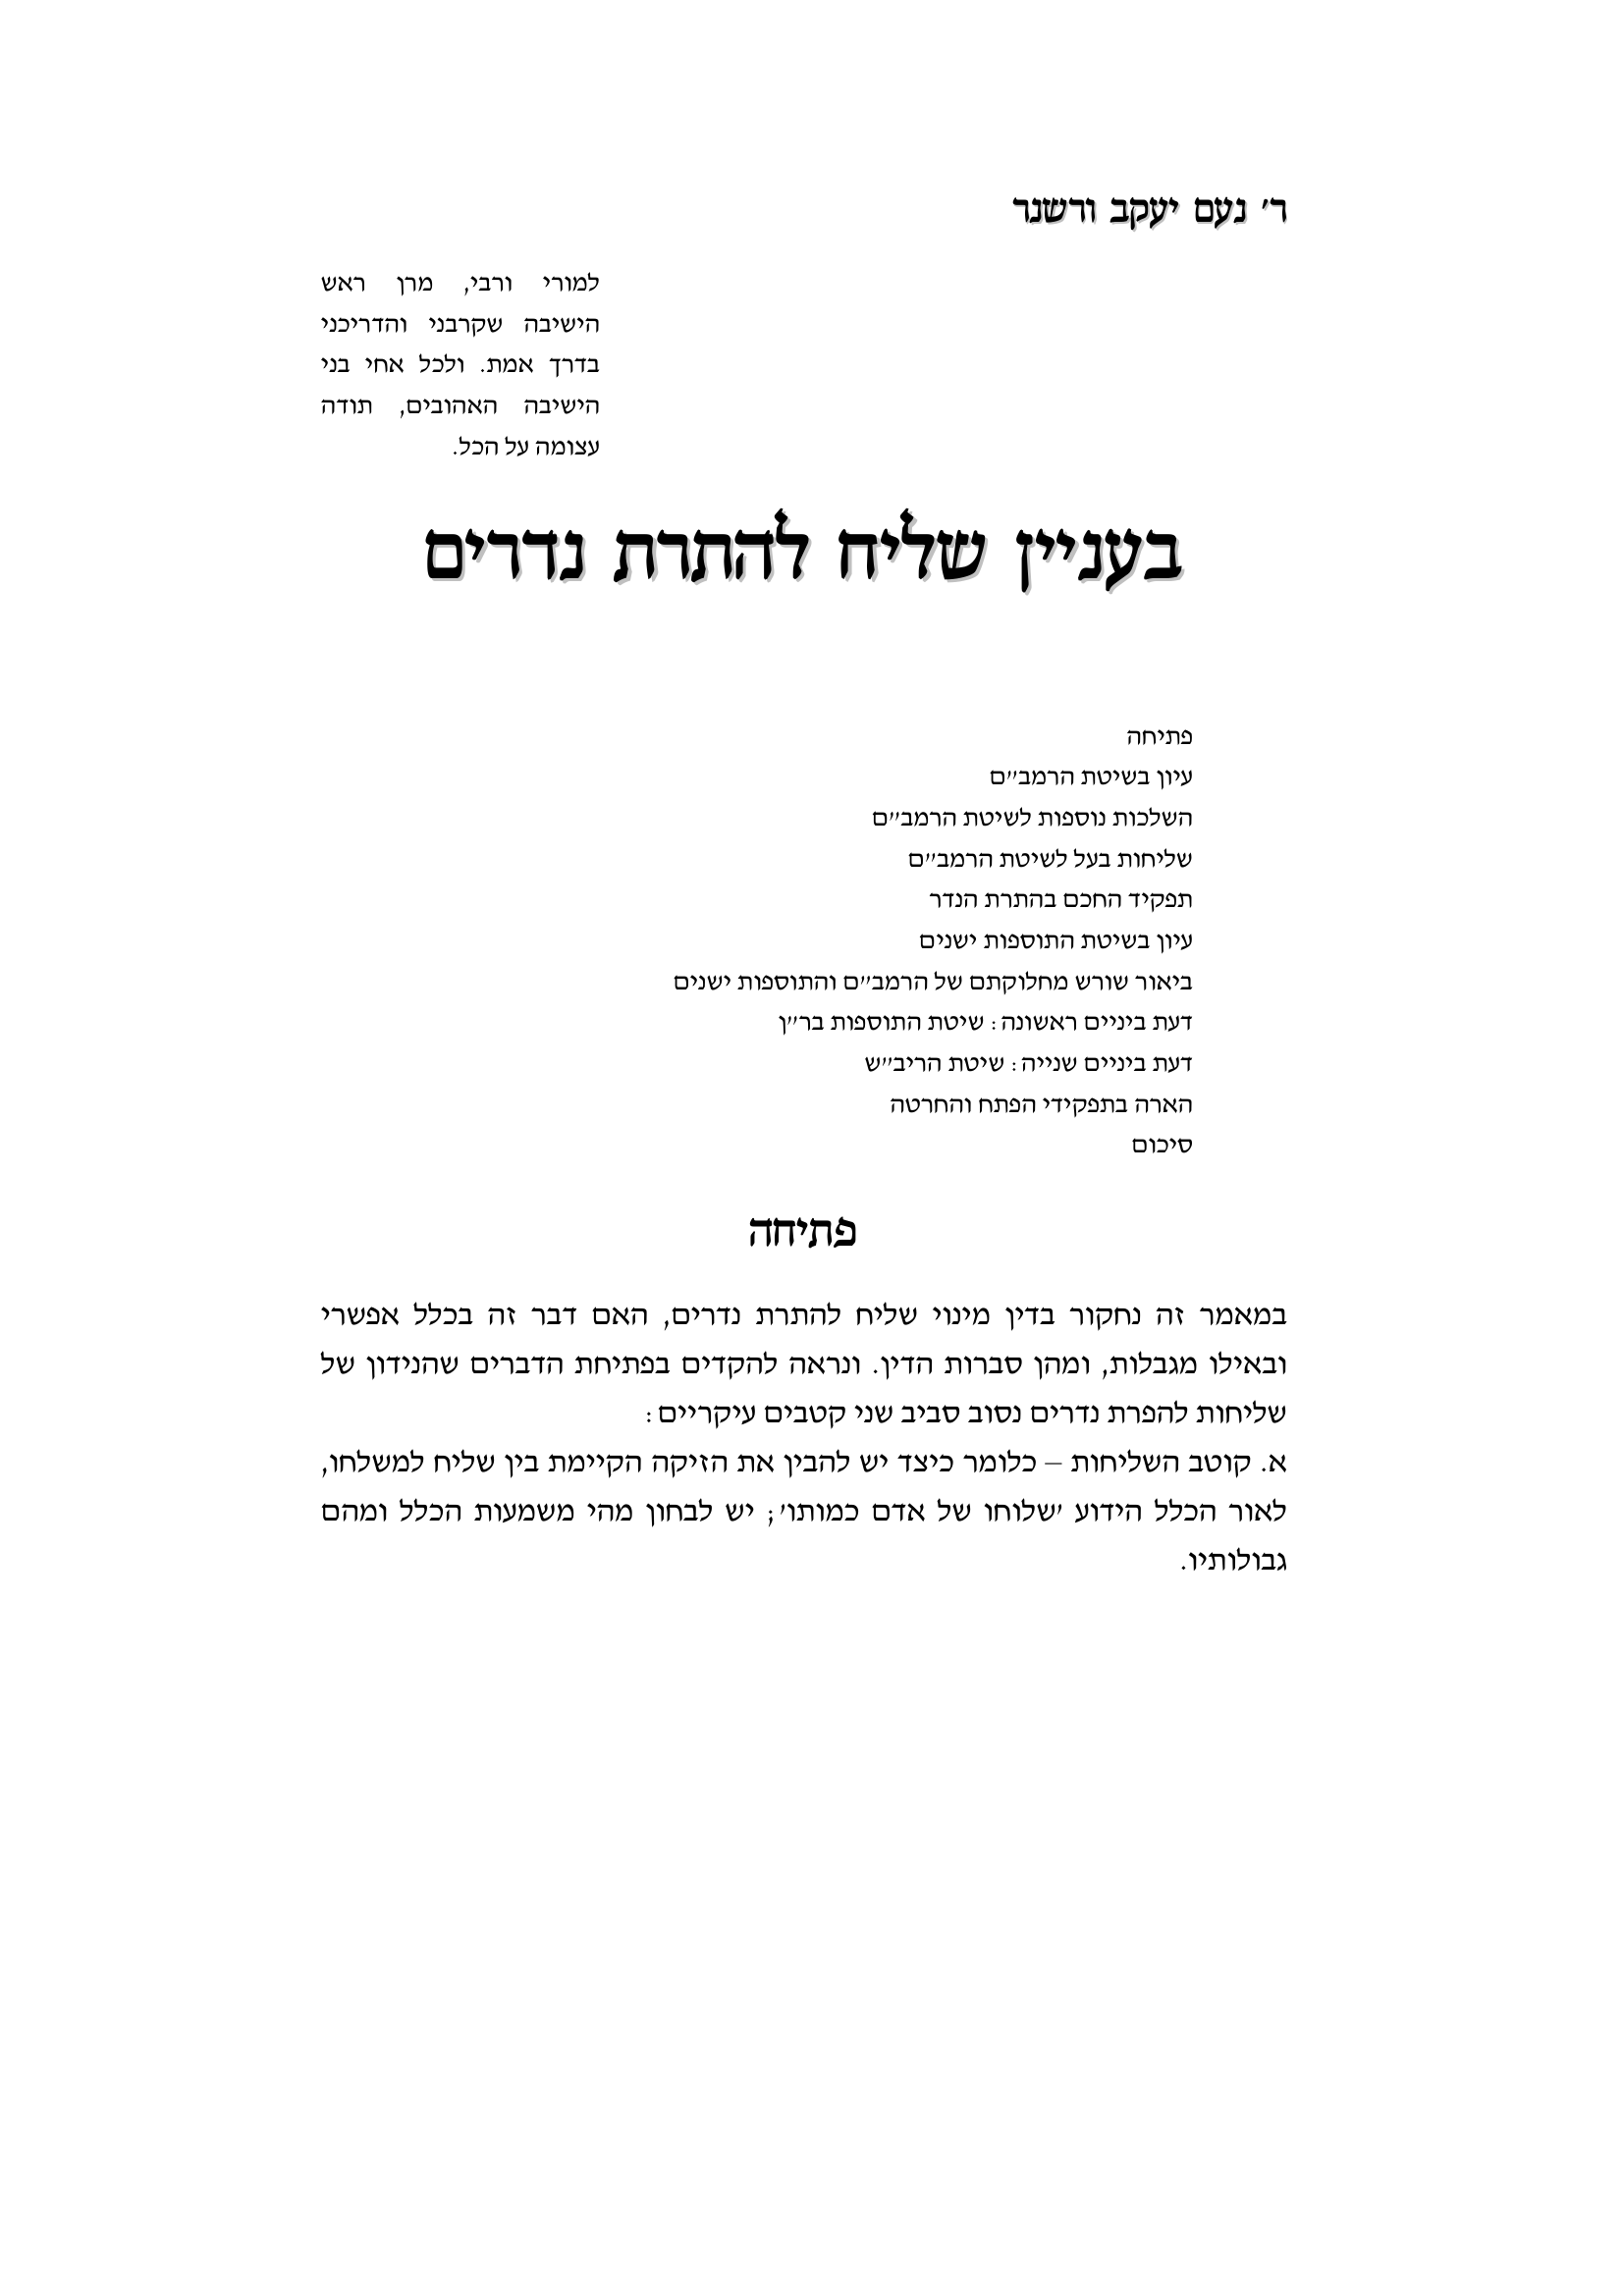 ר' נעם יעקב ורשנר
למורי ורבי, מרן ראש
הישיבה שקרבני והדריכני
בדרך אמת. ולכל אחי בני
הישיבה האהובים, תודה
עצומה על הכל.
בעניין שליח להתרת נדרים
פתיחה
עיון בשיטת הרמב"ם
השלכות נוספות לשיטת הרמב"ם
שליחות בעל לשיטת הרמב"ם
תפקיד החכם בהתרת הנדר
עיון בשיטת התוספות ישנים
ביאור שורש מחלוקתם של הרמב"ם והתוספות ישנים
דעת ביניים ראשונה: שיטת התוספות בר"ן
דעת ביניים שנייה: שיטת הריב"ש
הארה בתפקידי הפתח והחרטה
סיכום
פתיחה
במאמר זה נחקור בדין מינוי שליח להתרת נדרים, האם דבר זה בכלל אפשרי
ובאילו מגבלות, ומהן סברות הדין. ונראה להקדים בפתיחת הדברים שהנידון של
שליחות להפרת נדרים נסוב סביב שני קטבים עיקריים:
א. קוטב השליחות – כלומר כיצד יש להבין את הזיקה הקיימת בין שליח למשלחו,
לאור הכלל הידוע 'שלוחו של אדם כמותו'; יש לבחון מהי משמעות הכלל ומהם
גבולותיו.